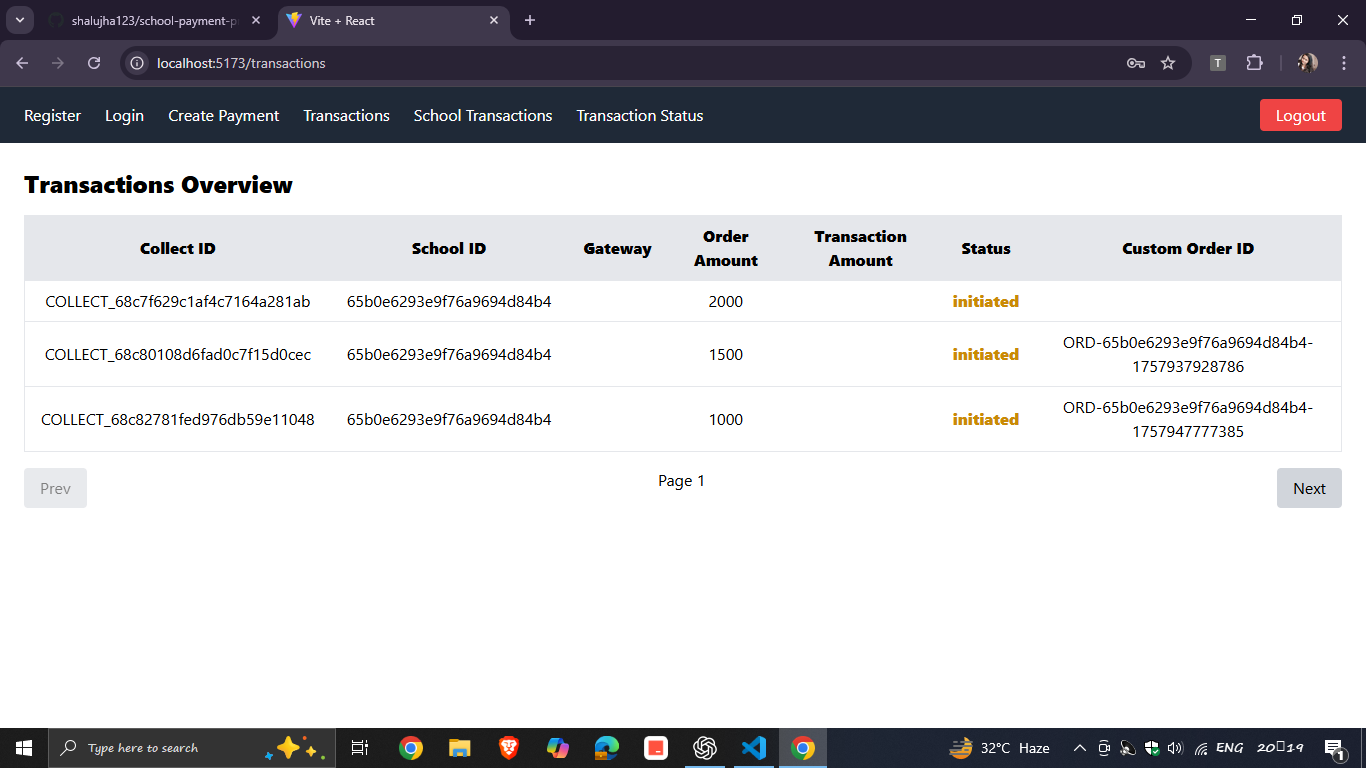 shalujha123/school-payment-p
Vite + React
localhost:5173/transactions
T
Register Login Create Payment Transactions School Transactions Transaction Status Logout
Transactions Overview
Collect ID School ID Gateway Order Amount Transaction Amount Status Custom Order ID
COLLECT_68c7f629c1af4c7164a281ab 65b0e6293e9f76a9694d84b4 2000 initiated
COLLECT_68c80108d6fad0c7f15d0cec 65b0e6293e9f76a9694d84b4 1500 initiated ORD-65b0e6293e9f76a9694d84b4-
1757937928786
COLLECT_68c82781fed976db59e11048 65b0e6293e9f76a9694d84b4 1000 initiated ORD-65b0e6293e9f76a9694d84b4-
1757947777385
Prev Page 1 Next
Type here to search
32°C Haze
ENG
20▯19
1